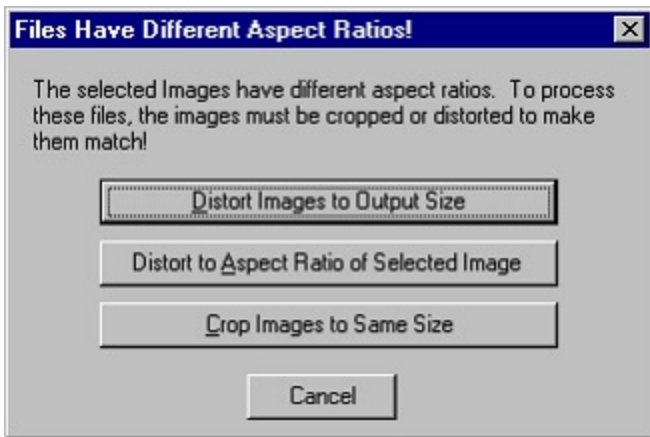 Files Have Different Aspect Ratios!
The selected Images have different aspect ratios.  To process
these files, the images must be cropped or distorted to make
them match!
Distort Images to Output Size
Distort to Aspect Ratio of Selected Image
Crop Images to Same Size
Cancel